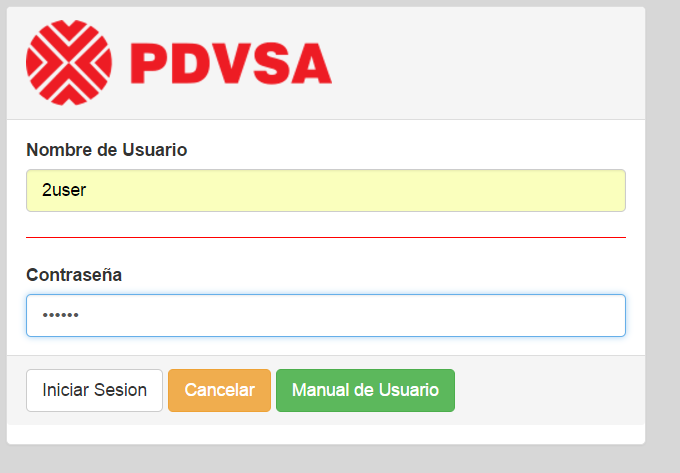 PDVSA
Nombre de Usuario
2user
Contraseña
••••••
Iniciar Sesion Cancelar Manual de Usuario